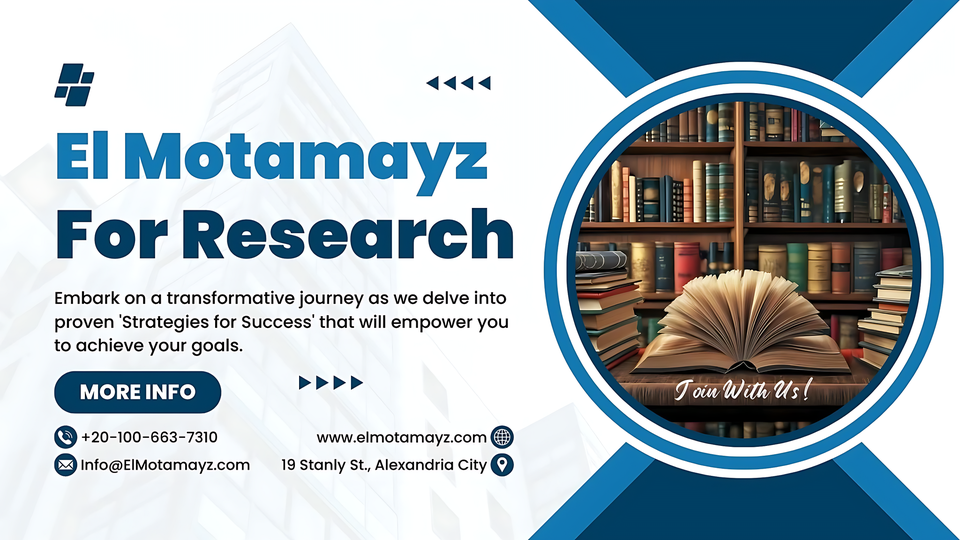 El Motamayz
For Research
Embark on a transformative journey as we delve into
proven 'Strategies for Success' that will empower you
to achieve your goals.
MORE INFO
+20-100-663-7310
www.elmotamayz.com
Info@ElMotamayz.com
19 Stanly St., Alexandria City
Join With Us!